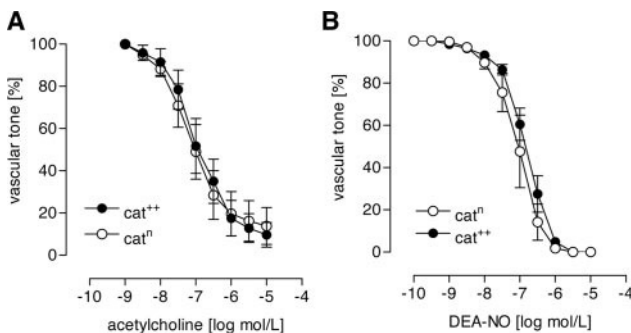 A
vascular tone [%]
100
80
60
40
20
0
cat++
catn
-10 -9 -8 -7 -6 -5 -4
acetylcholine [log mol/L]
B
vascular tone [%]
100
80
60
40
20
0
catn
cat++
-10 -9 -8 -7 -6 -5 -4
DEA-NO [log mol/L]